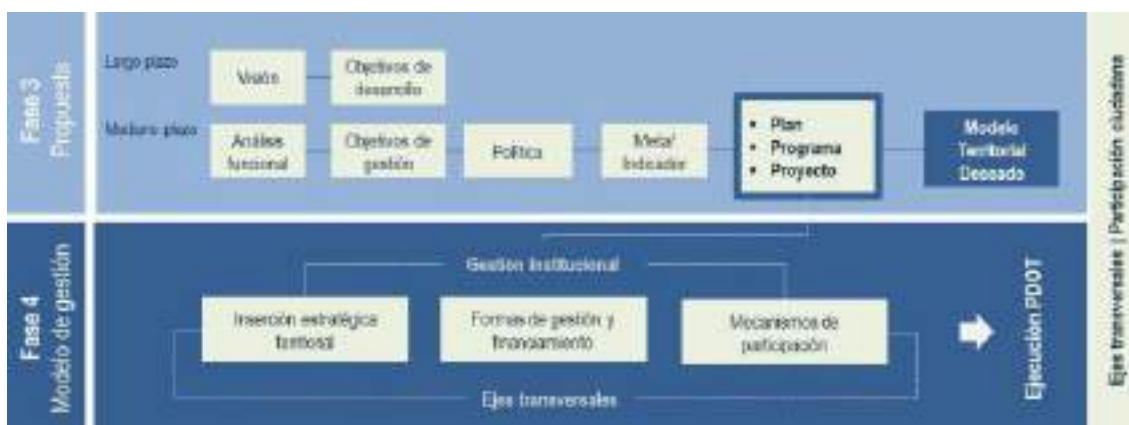 Fase 3
Propuesta
Largo plazo
Visión
Objetivos de
desarrollo
Mediano plazo
Análisis
funcional
Objetivos de
gestión
Política
Meta/
Indicador
• Plan
• Programa
• Proyecto
Modelo
Territorial
Deseado
Fase 4
Modelo de gestión
Gestión Institucional
Inserción estratégica
territorial
Formas de gestión y
financiamiento
Mecanismos de
participación
Ejes transversales
Ejecución PDOT
Ejes transversales | Participación ciudadana